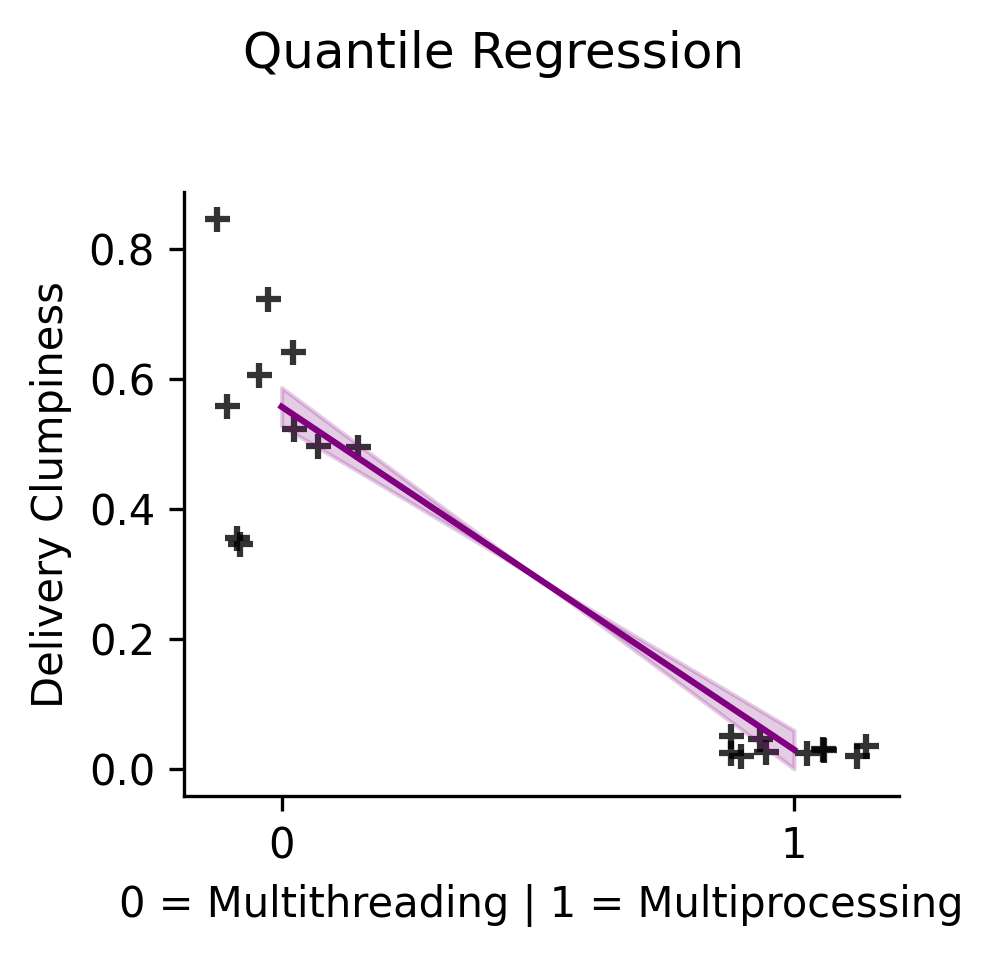 Quantile Regression
Delivery Clumpiness
0.8
0.6
0.4
0.2
0.0
0 1
0 = Multithreading | 1 = Multiprocessing